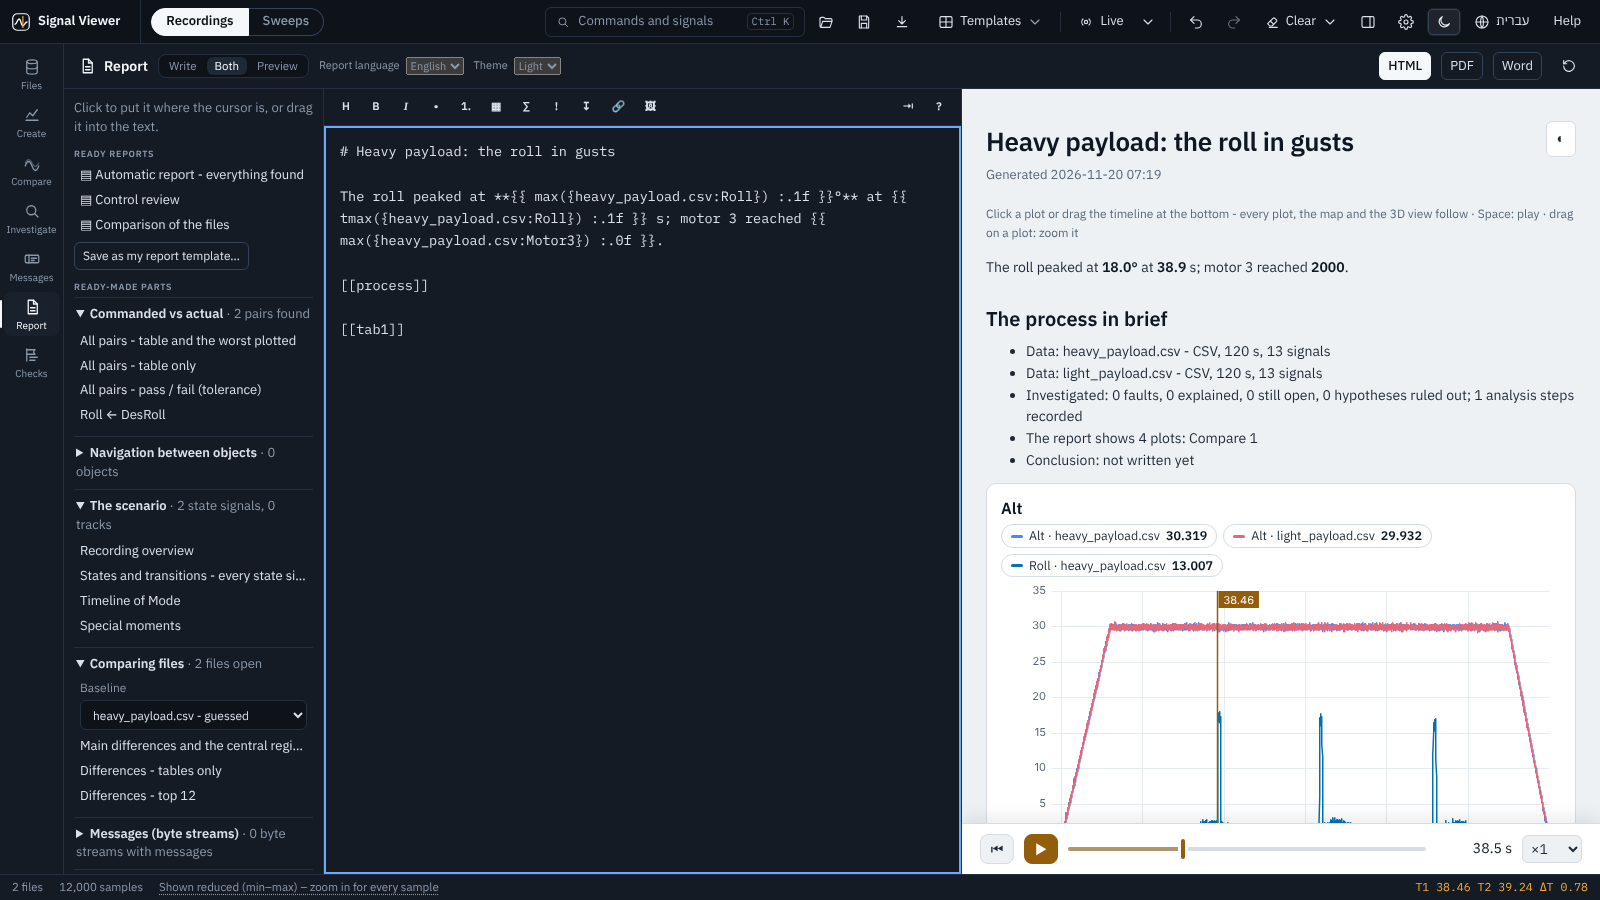 Signal Viewer
Recordings
Sweeps
Commands and signals
Ctrl K
Templates
Live
Clear
עברית
Help
Files
Create
Compare
Investigate
Messages
Report
Checks
Report
Write
Both
Preview
Report language
English
Theme
Light
HTML
PDF
Word
Click to put it where the cursor is, or drag
it into the text.
READY REPORTS
Automatic report - everything found
Control review
Comparison of the files
Save as my report template...
READY-MADE PARTS
Commanded vs actual · 2 pairs found
All pairs - table and the worst plotted
All pairs - table only
All pairs - pass / fail (tolerance)
Roll ← DesRoll
Navigation between objects · 0
objects
The scenario · 2 state signals, 0
tracks
Recording overview
States and transitions - every state si...
Timeline of Mode
Special moments
Comparing files · 2 files open
Baseline
heavy_payload.csv - guessed
Main differences and the central regi...
Differences - tables only
Differences - top 12
Messages (byte streams) · 0 byte
streams with messages
H B I • 1. ▦ ∑ ! ↧ ?
# Heavy payload: the roll in gusts
The roll peaked at **{{ max({heavy_payload.csv:Roll}) :.1f }}°** at {{
tmax({heavy_payload.csv:Roll}) :.1f }} s; motor 3 reached {{
max({heavy_payload.csv:Motor3}) :.0f }}.
[[process]]
[[tab1]]
Heavy payload: the roll in gusts
Generated 2026-11-20 07:19
Click a plot or drag the timeline at the bottom - every plot, the map and the 3D view follow · Space: play · drag
on a plot: zoom it
The roll peaked at 18.0° at 38.9 s; motor 3 reached 2000.
The process in brief
• Data: heavy_payload.csv - CSV, 120 s, 13 signals
• Data: light_payload.csv - CSV, 120 s, 13 signals
• Investigated: 0 faults, 0 explained, 0 still open, 0 hypotheses ruled out; 1 analysis steps
recorded
• The report shows 4 plots: Compare 1
• Conclusion: not written yet
Alt
Alt · heavy_payload.csv 30.319
Alt · light_payload.csv 29.932
Roll · heavy_payload.csv 13.007
35
38.46
30
25
20
15
10
5
38.5 s
×1
2 files
12,000 samples
Shown reduced (min–max) – zoom in for every sample
T1 38.46 T2 39.24 ΔT 0.78